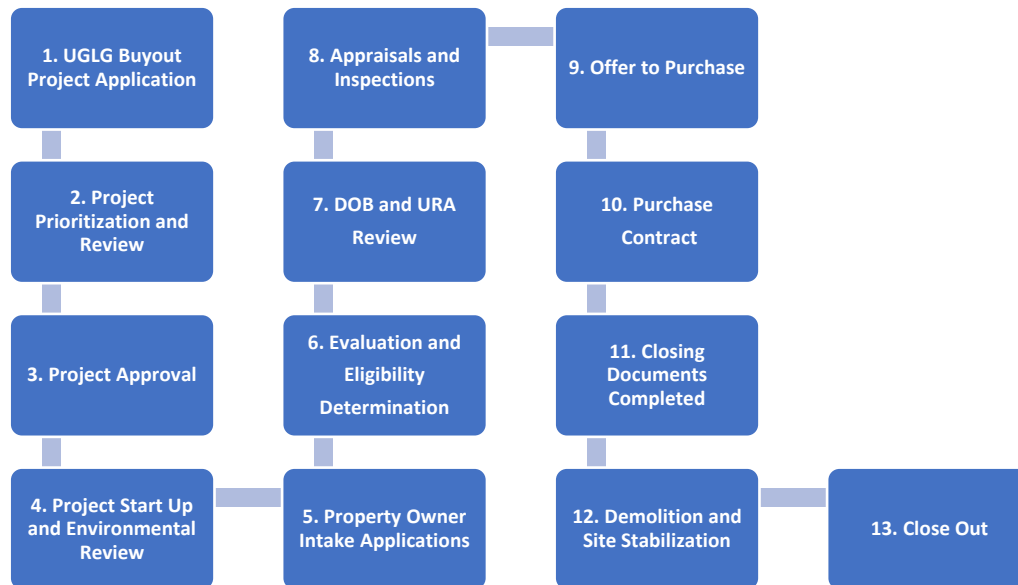 1. UGLG Buyout
Project Application
2. Project
Prioritization and
Review
3. Project Approval
4. Project Start Up
and Environmental
Review
5. Property Owner
Intake Applications
6. Evaluation and
Eligibility
Determination
7. DOB and URA
Review
8. Appraisals and
Inspections
9. Offer to Purchase
10. Purchase
Contract
11. Closing
Documents
Completed
12. Demolition and
Site Stabilization
13. Close Out